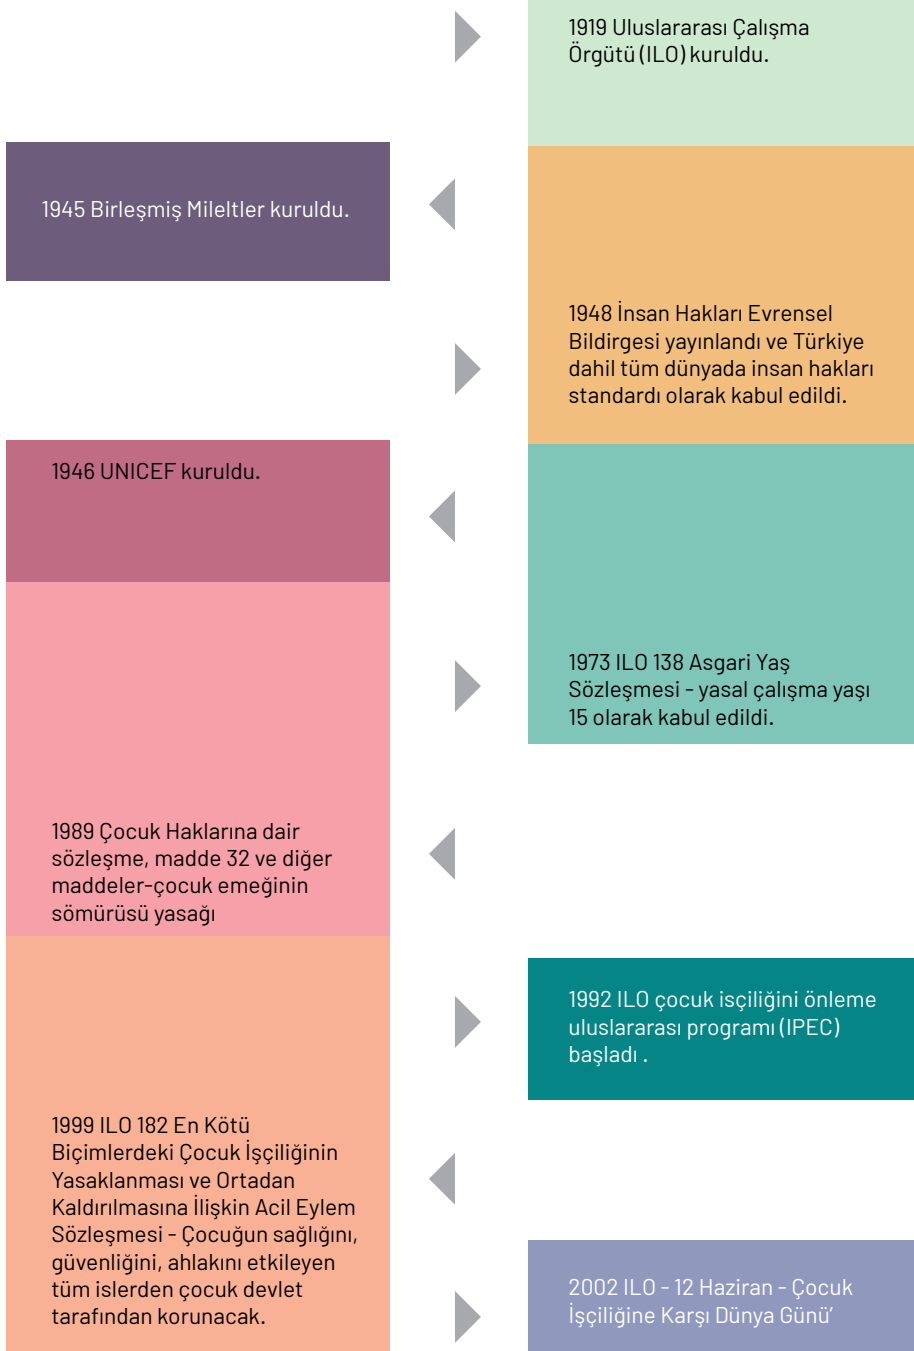 1919 Uluslararası Çalışma
Örgütü (ILO) kuruldu.
1945 Birleşmiş Mileltler kuruldu.
1948 İnsan Hakları Evrensel
Bildirgesi yayınlandı ve Türkiye
dahil tüm dünyada insan hakları
standardı olarak kabul edildi.
1946 UNICEF kuruldu.
1973 ILO 138 Asgari Yaş
Sözleşmesi - yasal çalışma yaşı
15 olarak kabul edildi.
1989 Çocuk Haklarına dair
sözleşme, madde 32 ve diğer
maddeler-çocuk emeğinin
sömürüsü yasağı
1992 ILO çocuk isçiliğini önleme
uluslararası programı (IPEC)
başladı .
1999 ILO 182 En Kötü
Biçimlerdeki Çocuk İşçiliğinin
Yasaklanması ve Ortadan
Kaldırılmasına İlişkin Acil Eylem
Sözleşmesi - Çocuğun sağlığını,
güvenliğini, ahlakını etkileyen
tüm islerden çocuk devlet
tarafından korunacak.
2002 ILO - 12 Haziran - Çocuk
İşçiliğine Karşı Dünya Günü’